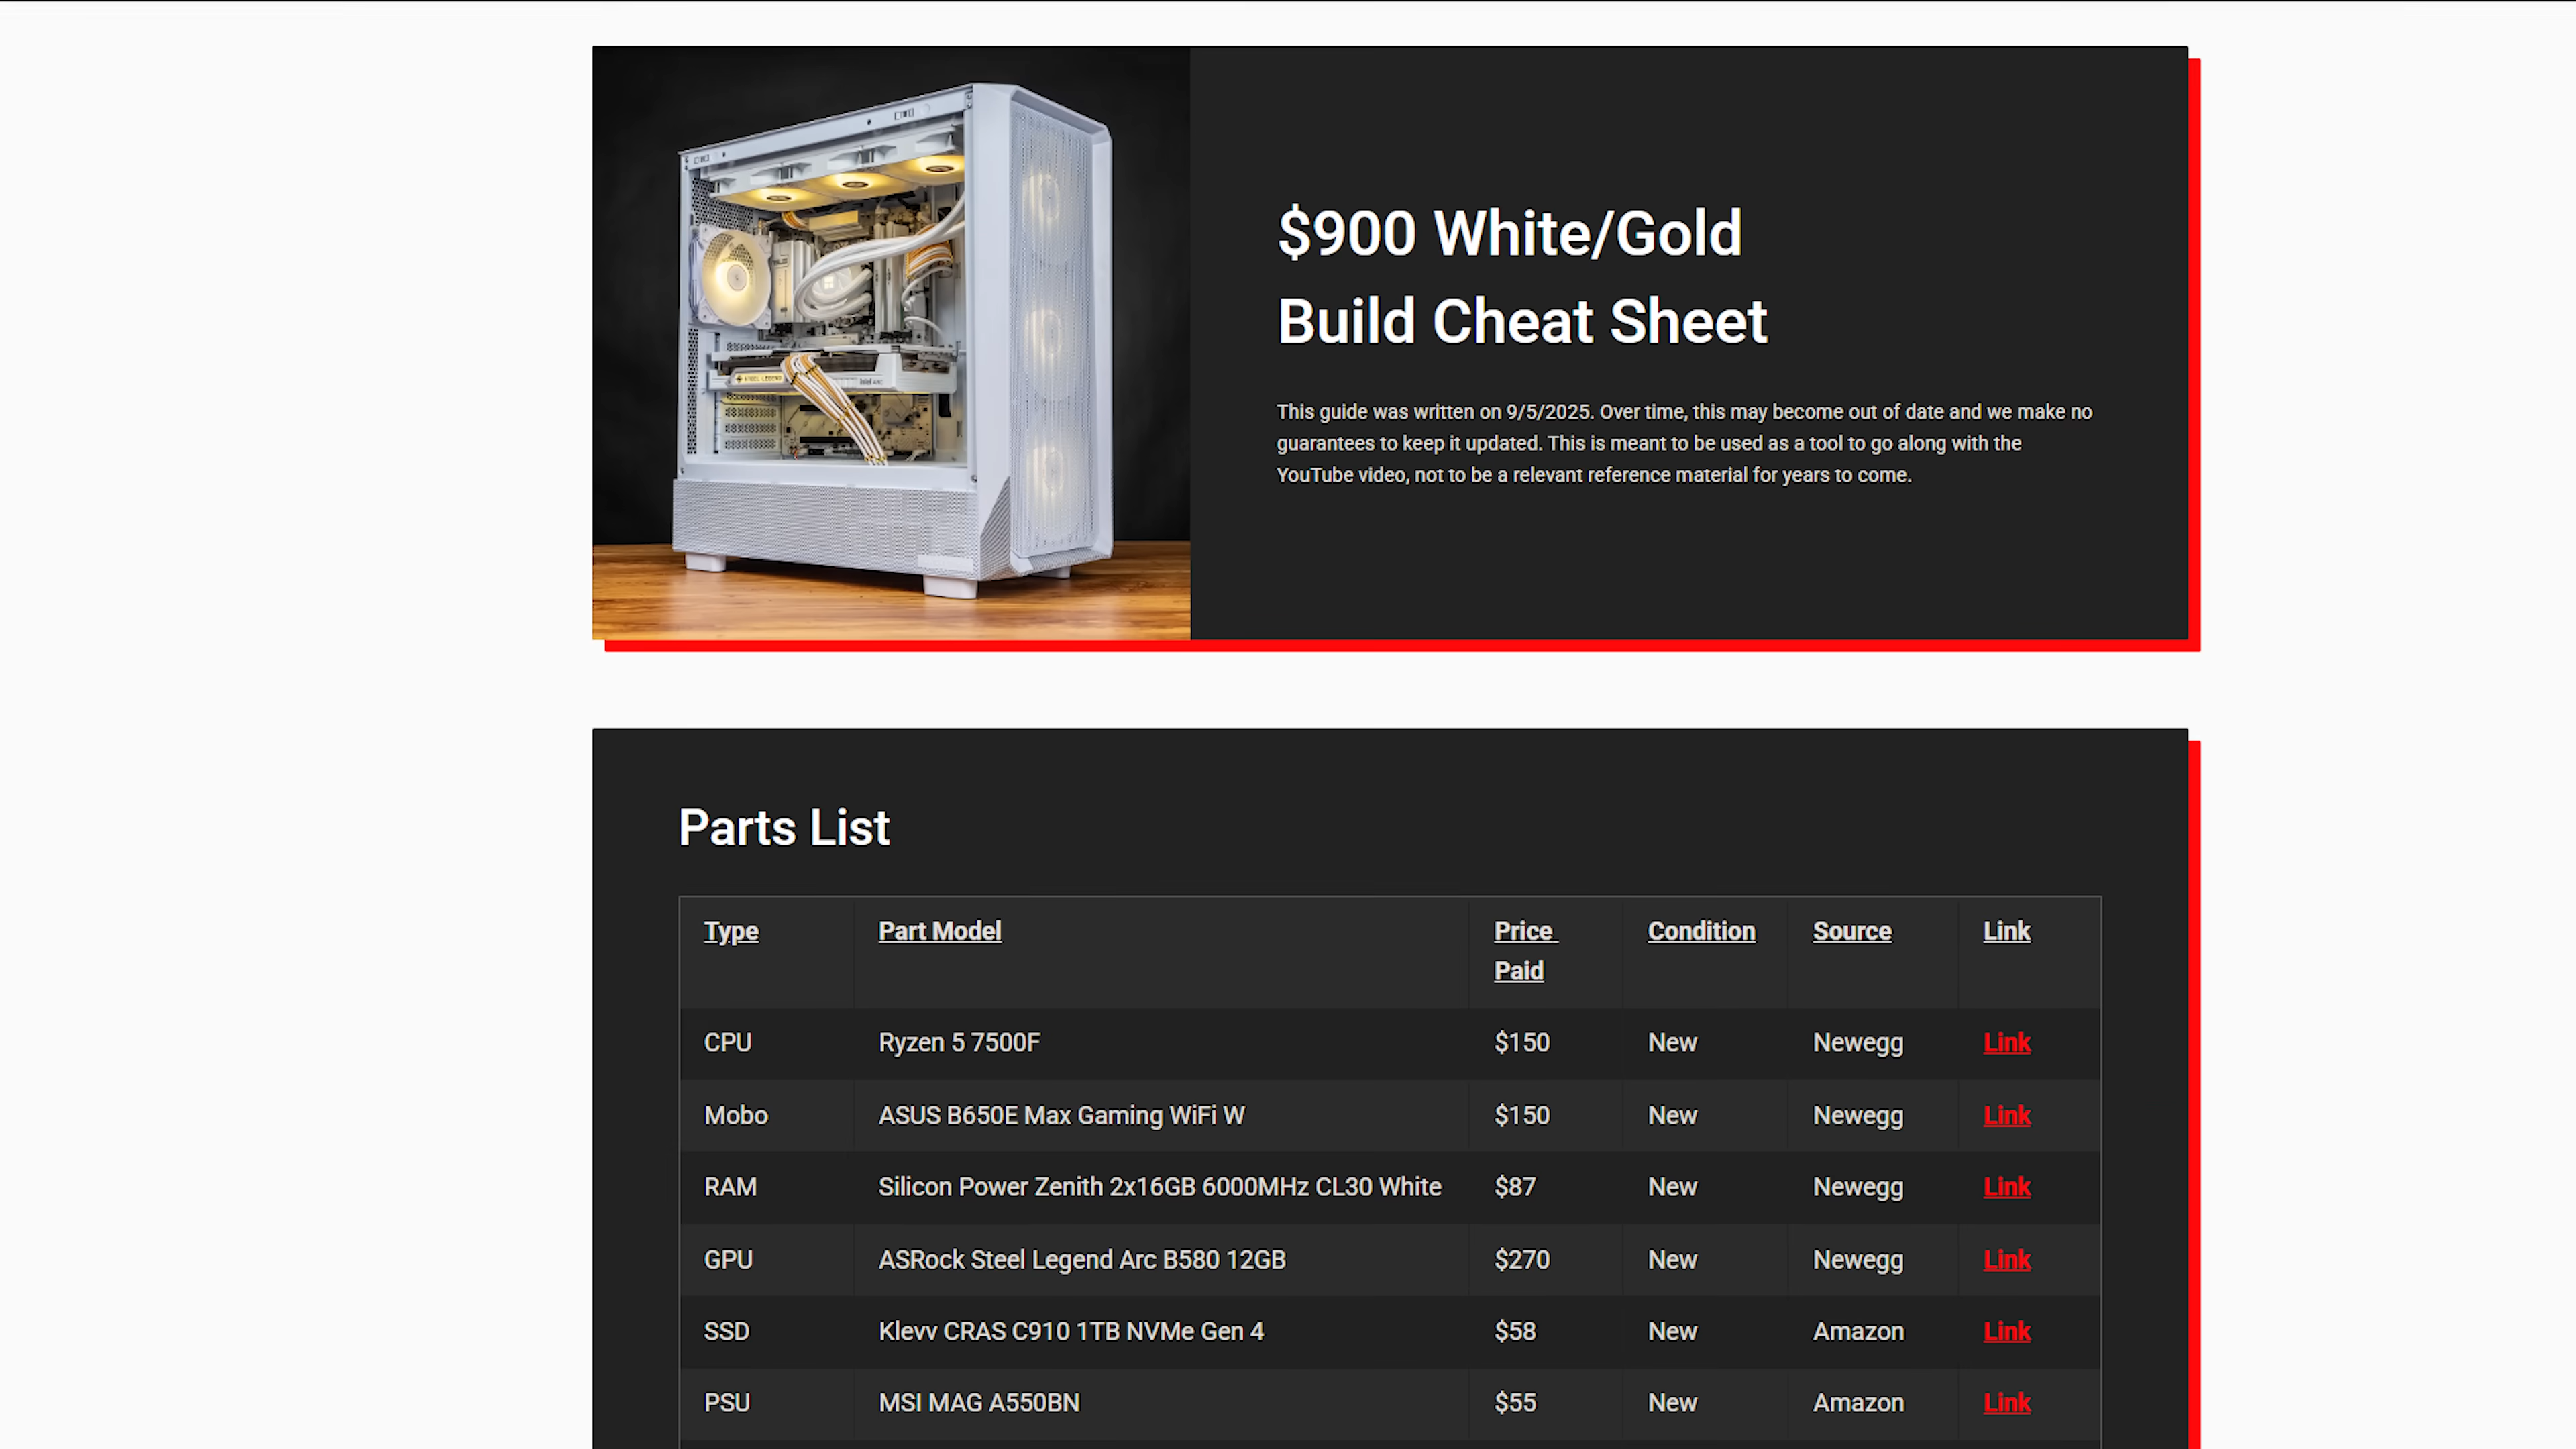 $900 White/Gold
Build Cheat Sheet
This guide was written on 9/5/2025. Over time, this may become out of date and we make no
guarantees to keep it updated. This is meant to be used as a tool to go along with the
YouTube video, not to be a relevant reference material for years to come.
STEEL LEGEND intel ARC
Parts List
Type Part Model Price Condition Source Link
Paid
CPU Ryzen 5 7500F $150 New Newegg Link
Mobo ASUS B650E Max Gaming WiFi W $150 New Newegg Link
RAM Silicon Power Zenith 2x16GB 6000MHz CL30 White $87 New Newegg Link
GPU ASRock Steel Legend Arc B580 12GB $270 New Newegg Link
SSD Klevv CRAS C910 1TB NVMe Gen 4 $58 New Amazon Link
PSU MSI MAG A550BN $55 New Amazon Link